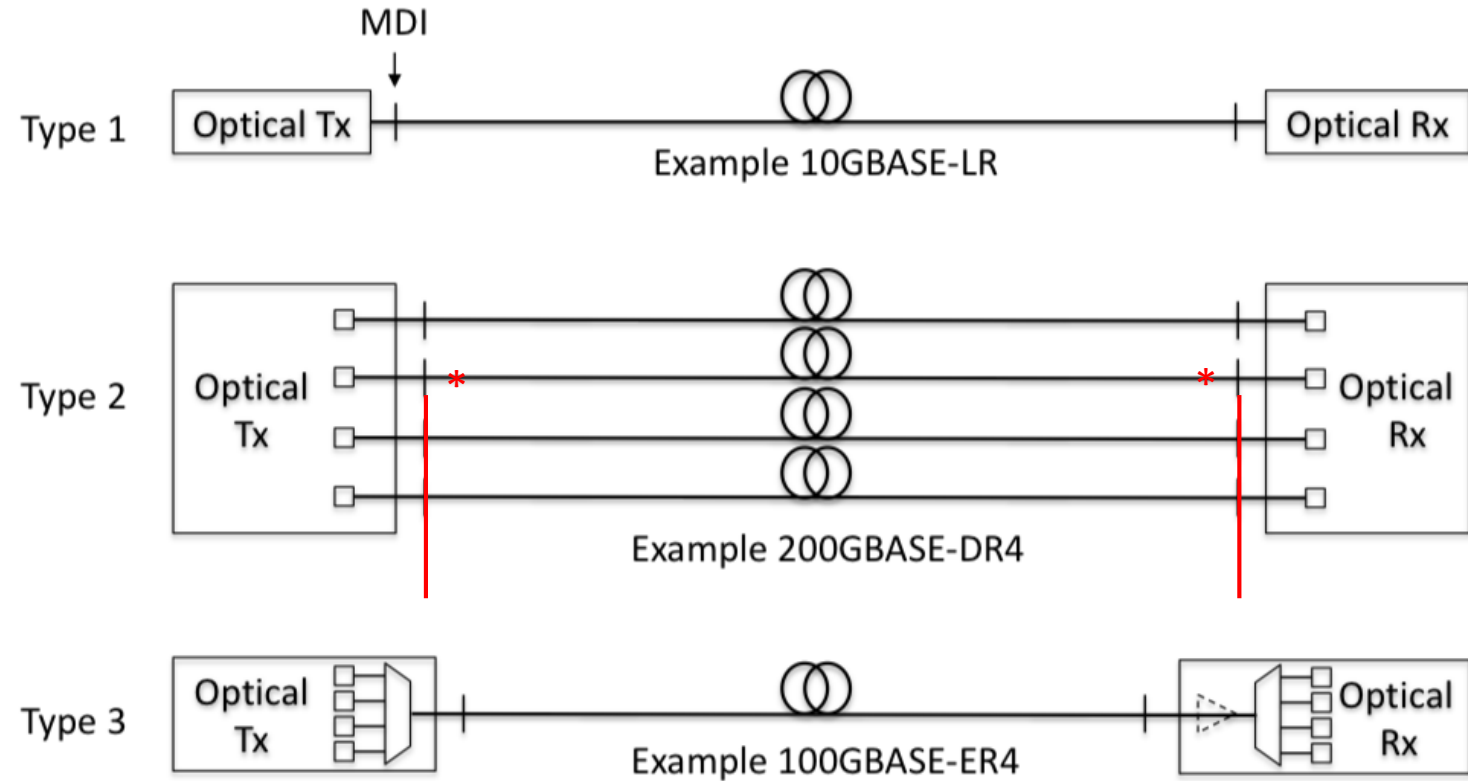 MDI
Type 1
Optical Tx
Optical Rx
Example 10GBASE-LR
Type 2
Optical
Tx
*
*
Optical
Rx
Example 200GBASE-DR4
Type 3
Optical
Tx
Optical
Rx
Example 100GBASE-ER4